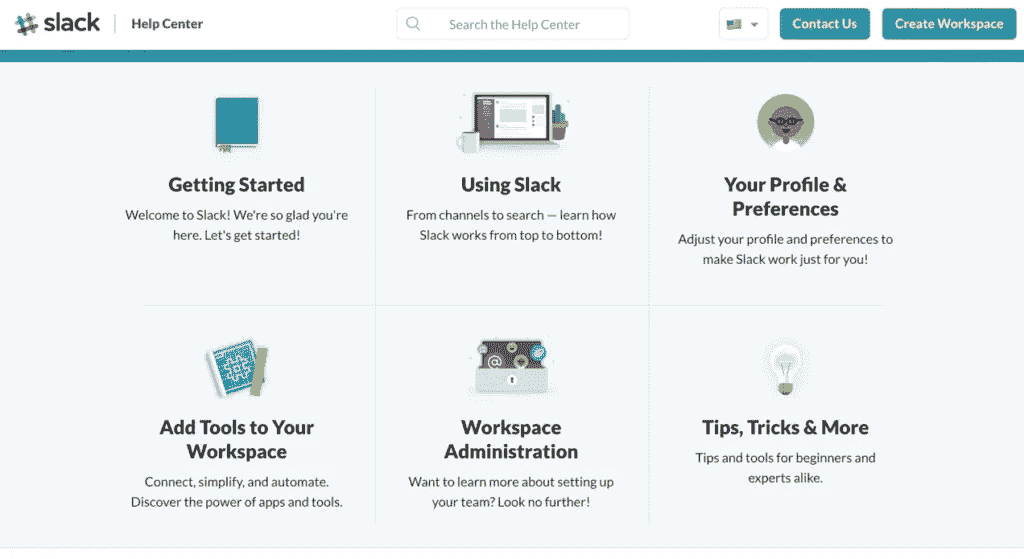 slack
Help Center
Search the Help Center
Contact Us
Create Workspace
Getting Started
Welcome to Slack! We're so glad you're
here. Let's get started!
Using Slack
From channels to search — learn how
Slack works from top to bottom!
Your Profile &
Preferences
Adjust your profile and preferences to
make Slack work just for you!
Add Tools to Your
Workspace
Connect, simplify, and automate.
Discover the power of apps and tools.
@
Workspace
Administration
Want to learn more about setting up
your team? Look no further!
Tips, Tricks & More
Tips and tools for beginners and
experts alike.